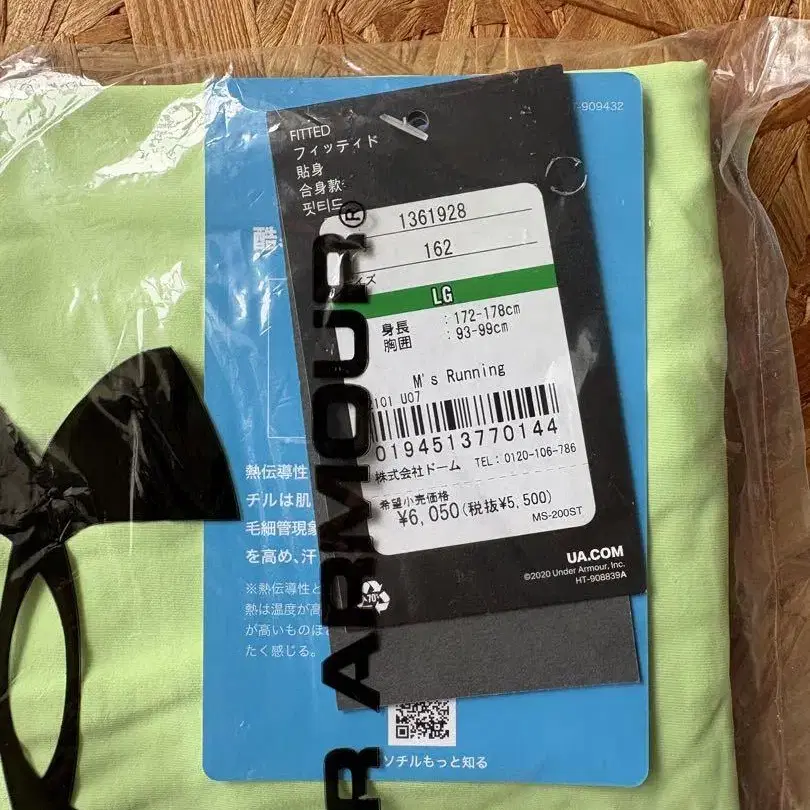 T-909432
FITTED
フィッティド
貼身
合身款
핏티드
1361928
162
イズ
LG
身長 :172-178cm
胸囲 :93-99cm
M's Running
2101 U07
0194513770144
株式会社ドーム TEL:0120-106-786
希望小売価格
¥6,050(税抜¥5,500)
MS-200ST
UA.COM
©2020 Under Armour, Inc.
HT-908839A
酷
熱伝導性
チルは肌
毛細管現象
を高め、汗
※熱伝導性と
熱は温度が高
が高いものほど
たく感じる。
ソチルもっと知る
R ARMOUR®